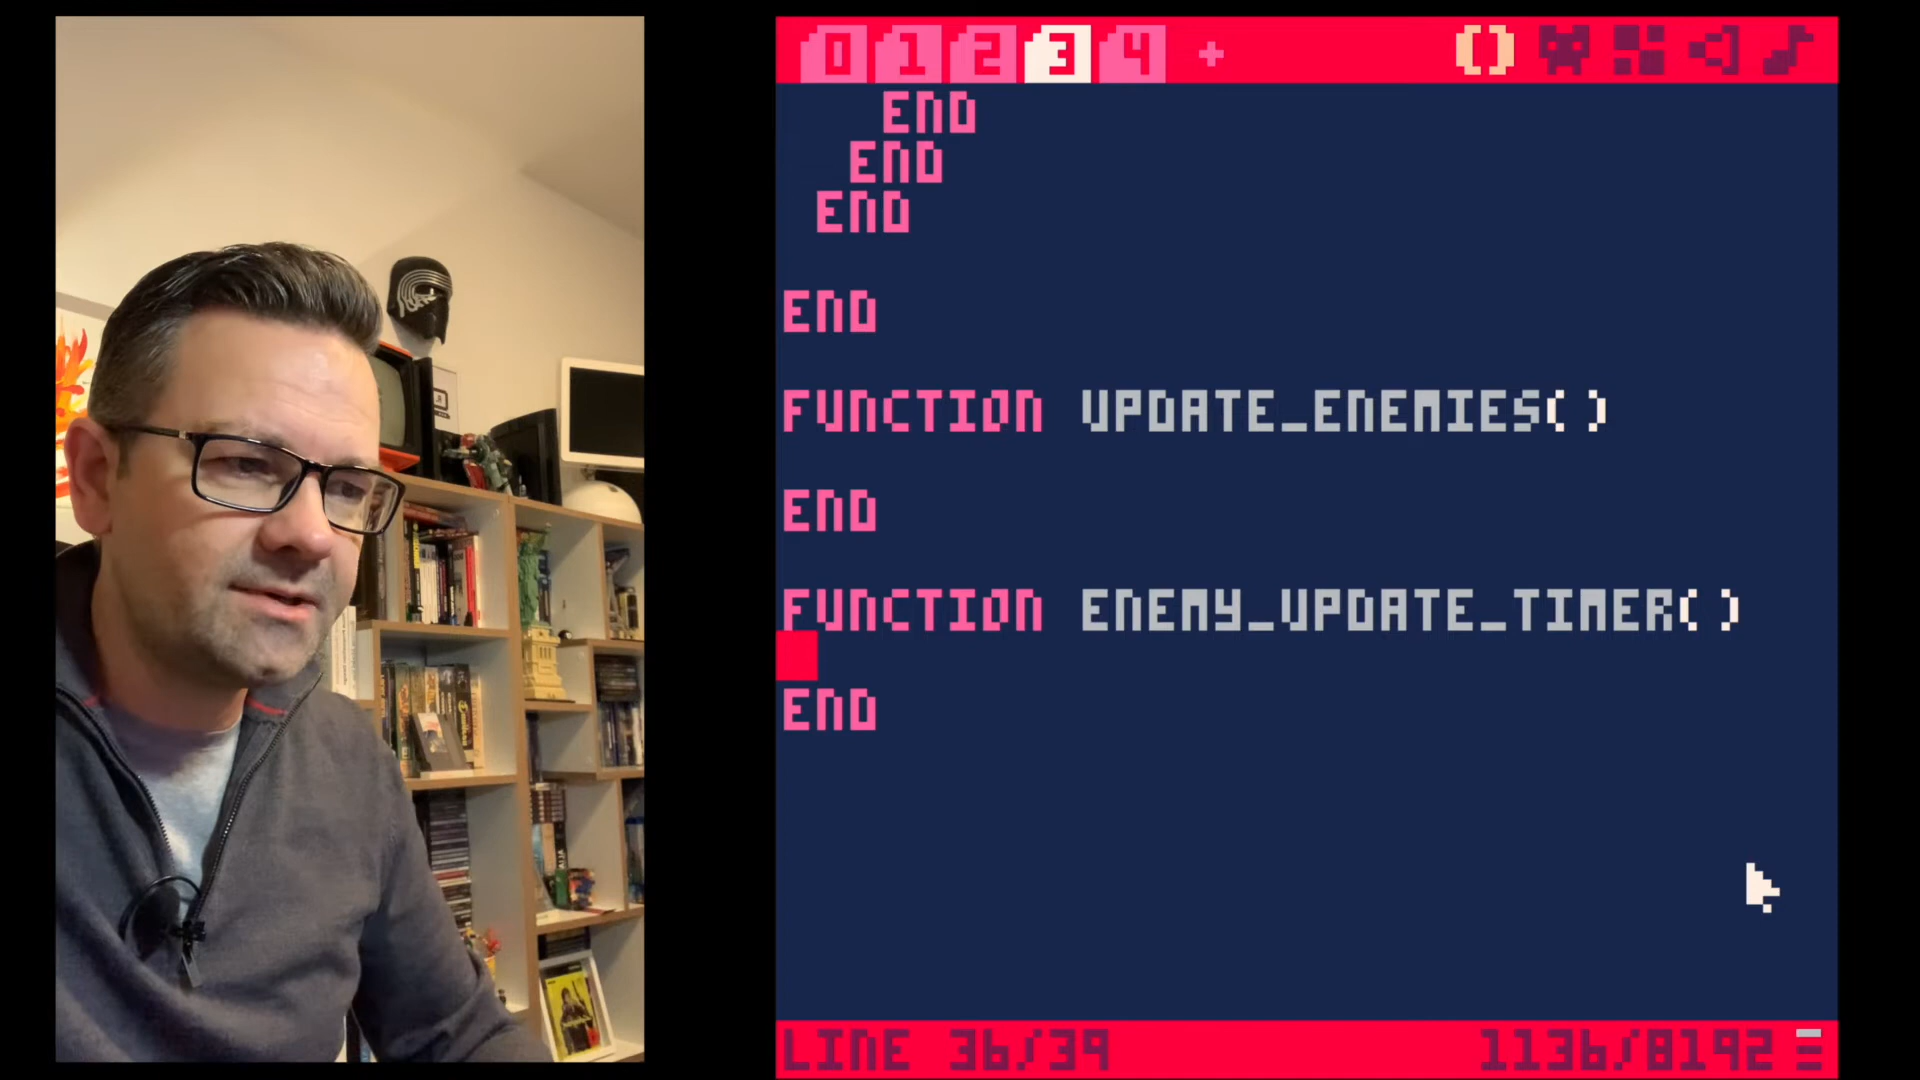 0 1 2 3 4 +
END
END
END
END
FUNCTION UPDATE_ENEMIES()
END
FUNCTION ENEMY_UPDATE_TIMER()
END
LINE 36/39
1136/8192